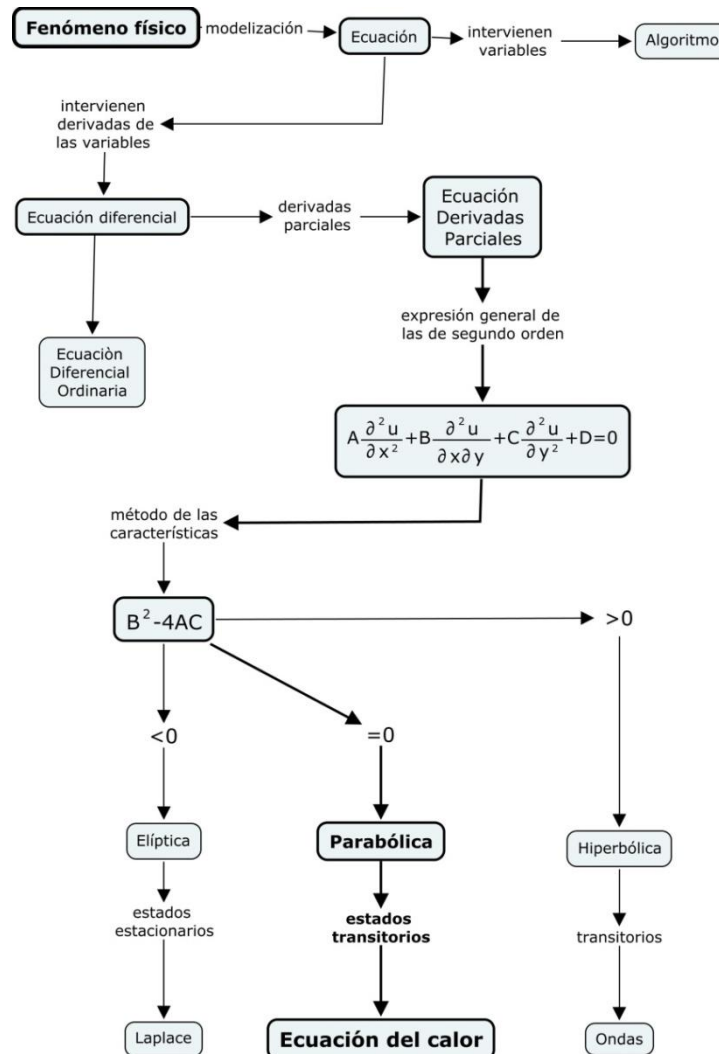 Fenómeno físico
modelización
Ecuación
intervienen
variables
Algoritmo
intervienen
derivadas de
las variables
Ecuación diferencial
derivadas
parciales
Ecuación
Derivadas
Parciales
Ecuaciòn
Diferencial
Ordinaria
expresión general de
las de segundo orden
A ∂²u/∂x² +B ∂²u/∂x∂y +C ∂²u/∂y² +D=0
método de las
características
B²-4AC
>0
<0
=0
Elíptica
Parabólica
Hiperbólica
estados
estacionarios
estados
transitorios
transitorios
Laplace
Ecuación del calor
Ondas